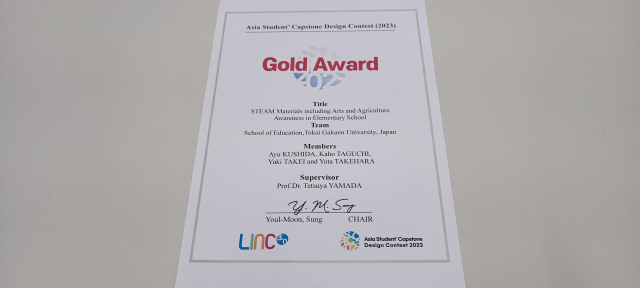 Asia Student' Capstone Design Contest (2023)
Gold Award
Title
STEAM Materials including Arts and Agriculture
Awareness in Elementary School
Team
School of Education,Tokai Gakuen University, Japan
Members
Ayu KUSHIDA, Kaho TAGUCHI,
Yuki TAKEI and Yuta TAKEHARA
Supervisor
Prof.Dr. Tetsuya YAMADA
Y. M. Sung
Youl-Moon, Sung CHAIR
LINC
Asia Student' Capstone
Design Contest 2023